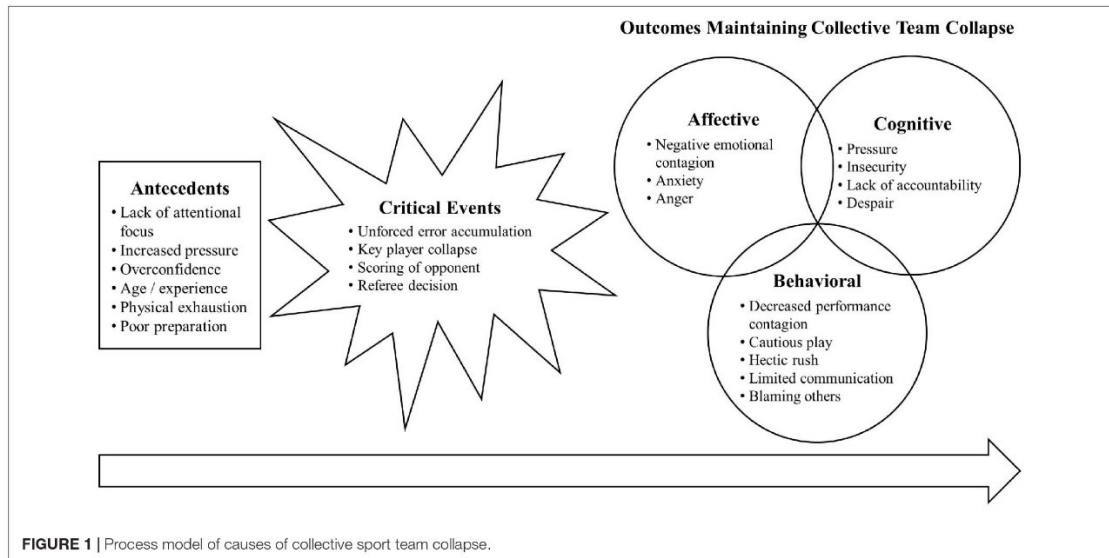 Outcomes Maintaining Collective Team Collapse
Antecedents
• Lack of attentional
focus
• Increased pressure
• Overconfidence
• Age / experience
• Physical exhaustion
• Poor preparation
Critical Events
• Unforced error accumulation
• Key player collapse
• Scoring of opponent
• Referee decision
Affective
• Negative emotional
contagion
• Anxiety
• Anger
Cognitive
• Pressure
• Insecurity
• Lack of accountability
• Despair
Behavioral
• Decreased performance
contagion
• Cautious play
• Hectic rush
• Limited communication
• Blaming others
FIGURE 1 | Process model of causes of collective sport team collapse.